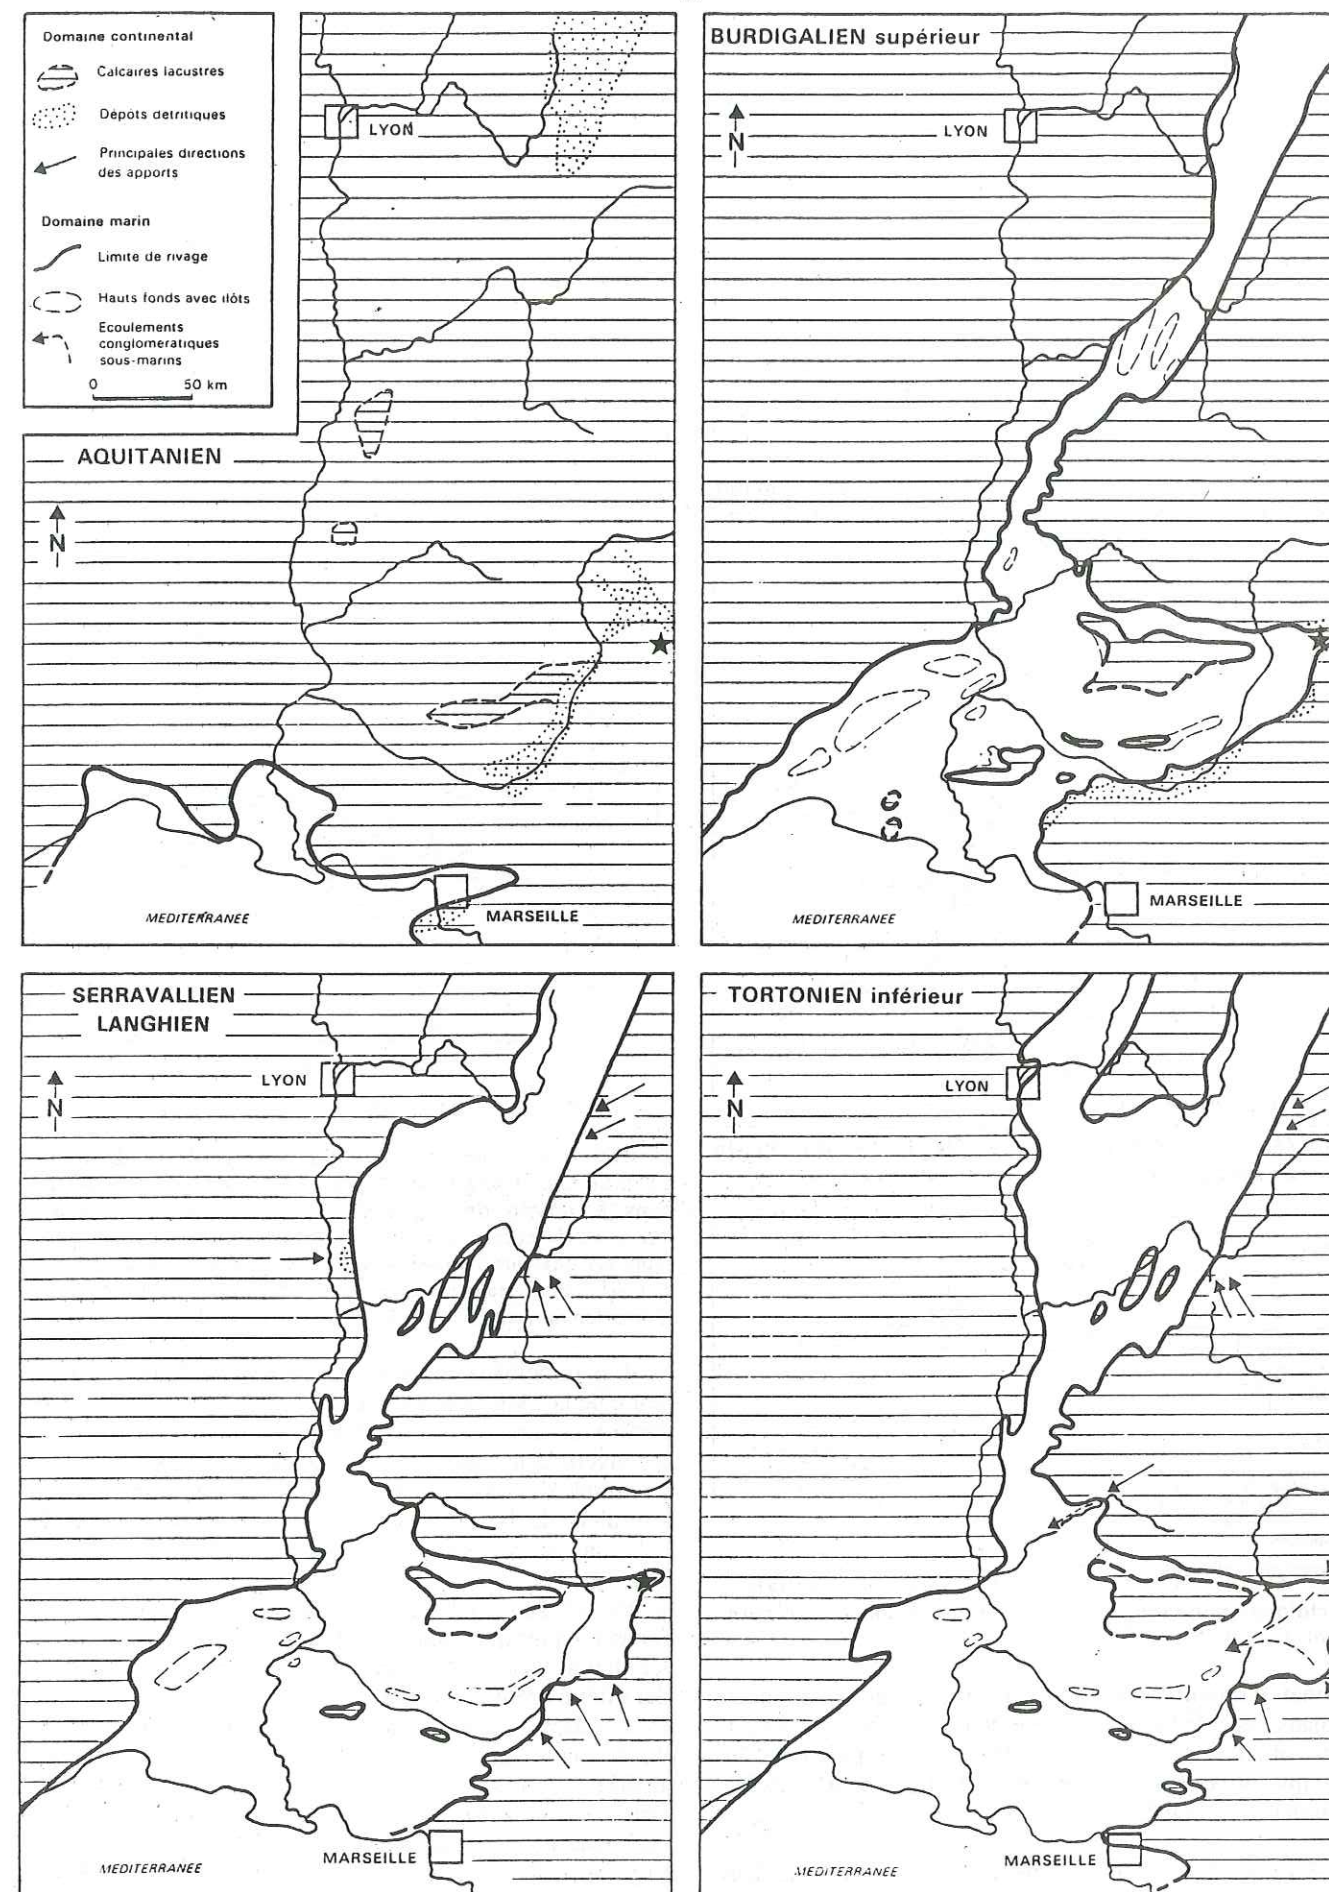 Domaine continental
Calcaires lacustres
Dépôts detritiques
Principales directions
des apports
Domaine marin
Limite de rivage
Hauts fonds avec ilôts
Ecoulements
conglomeratiques
sous-marins
0 50 km
LYON
AQUITANIEN
N
MEDITERRANEE
MARSEILLE
BURDIGALIEN supérieur
N
LYON
MEDITERRANEE
MARSEILLE
SERRAVALLIEN
LANGHIEN
LYON
N
MARSEILLE
MEDITERRANEE
TORTONIEN inférieur
LYON
N
MARSEILLE
MEDITERRANEE